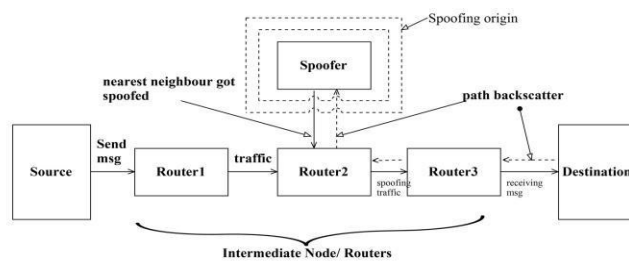 Spoofing origin
Spoofer
nearest neighbour got
spoofed
path backscatter
Send
msg
traffic
Source
Router1
Router2
Router3
Destination
spoofing
traffic
receiving
msg
Intermediate Node/ Routers